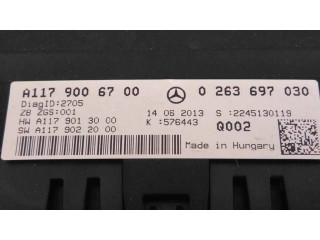 A117 900 67 00 0 263 697 030
DiagID:2705
ZB ZGS:001 14 06 2013 S :2245130119
HW A117 901 30 00 K :576443 Q002
SW A117 902 20 00
Made in Hungary